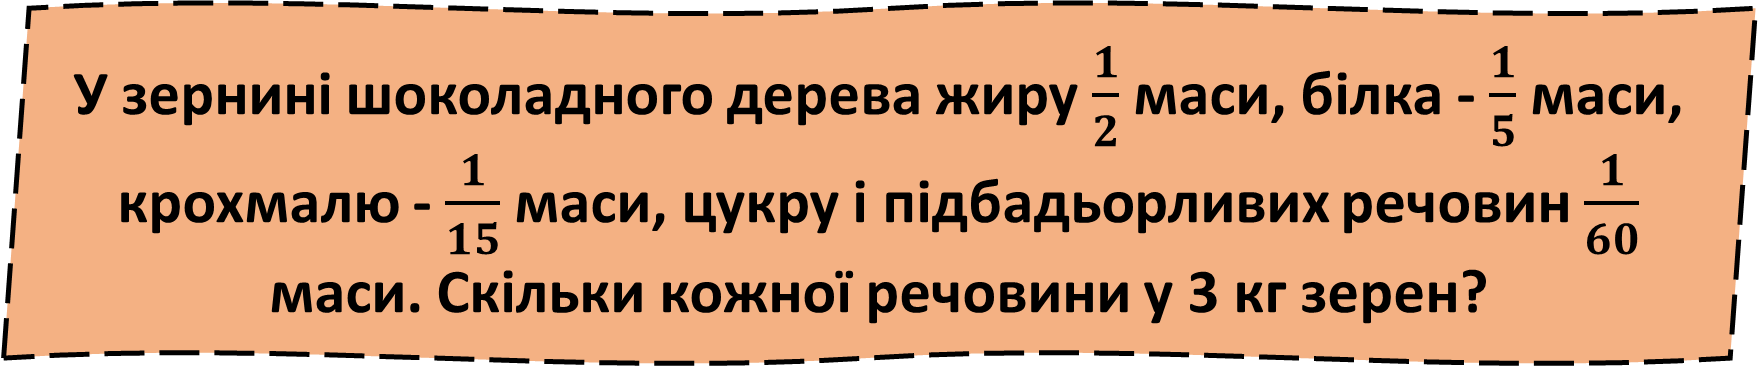 У зернині шоколадного дерева жиру 1/2 маси, білка - 1/5 маси,
крохмалю - 1/15 маси, цукру і підбадьорливих речовин 1/60
маси. Скільки кожної речовини у 3 кг зерен?